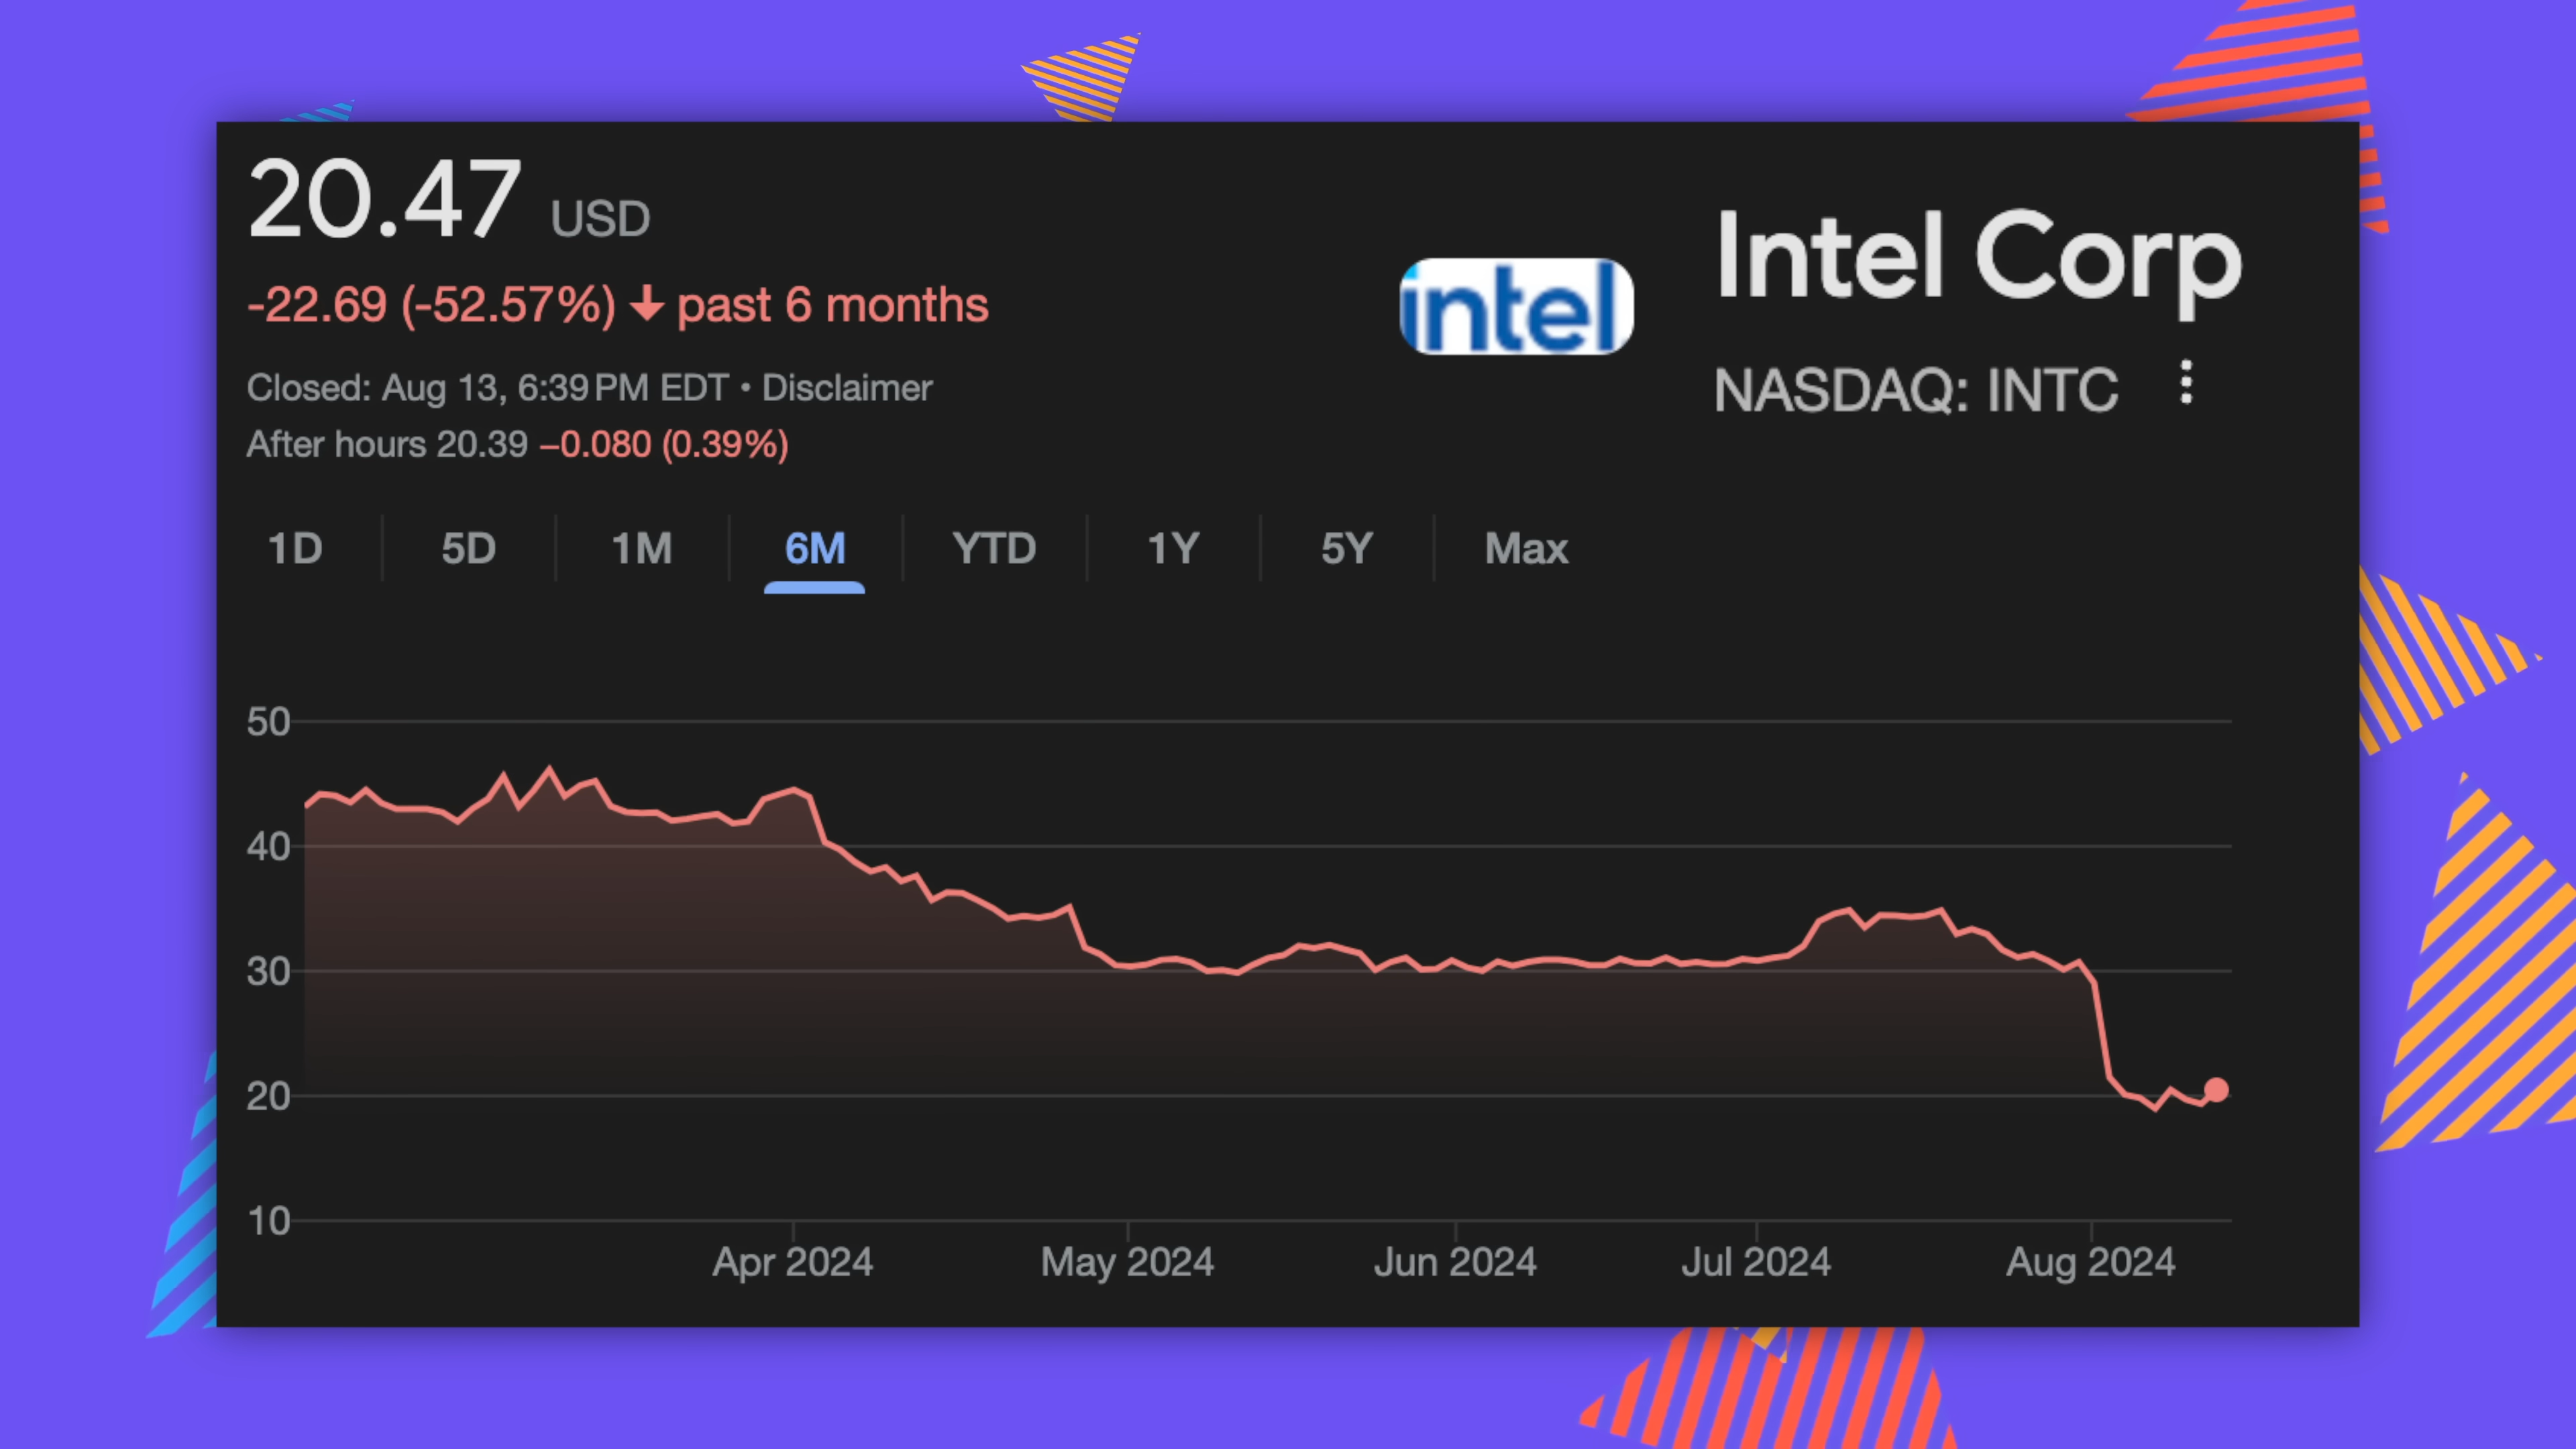 20.47 USD
-22.69 (-52.57%) ↓ past 6 months
Closed: Aug 13, 6:39 PM EDT • Disclaimer
After hours 20.39 −0.080 (0.39%)
intel
Intel Corp
NASDAQ: INTC
1D 5D 1M 6M YTD 1Y 5Y Max
50
40
30
20
10
Apr 2024 May 2024 Jun 2024 Jul 2024 Aug 2024